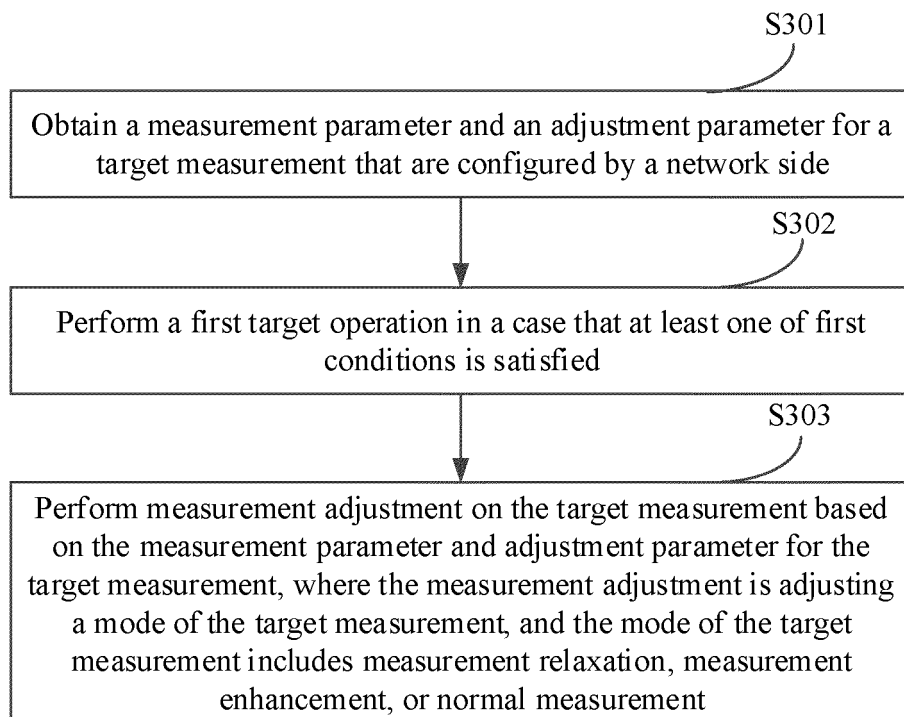 S301
Obtain a measurement parameter and an adjustment parameter for a
target measurement that are configured by a network side
S302
Perform a first target operation in a case that at least one of first
conditions is satisfied
S303
Perform measurement adjustment on the target measurement based
on the measurement parameter and adjustment parameter for the
target measurement, where the measurement adjustment is adjusting
a mode of the target measurement, and the mode of the target
measurement includes measurement relaxation, measurement
enhancement, or normal measurement